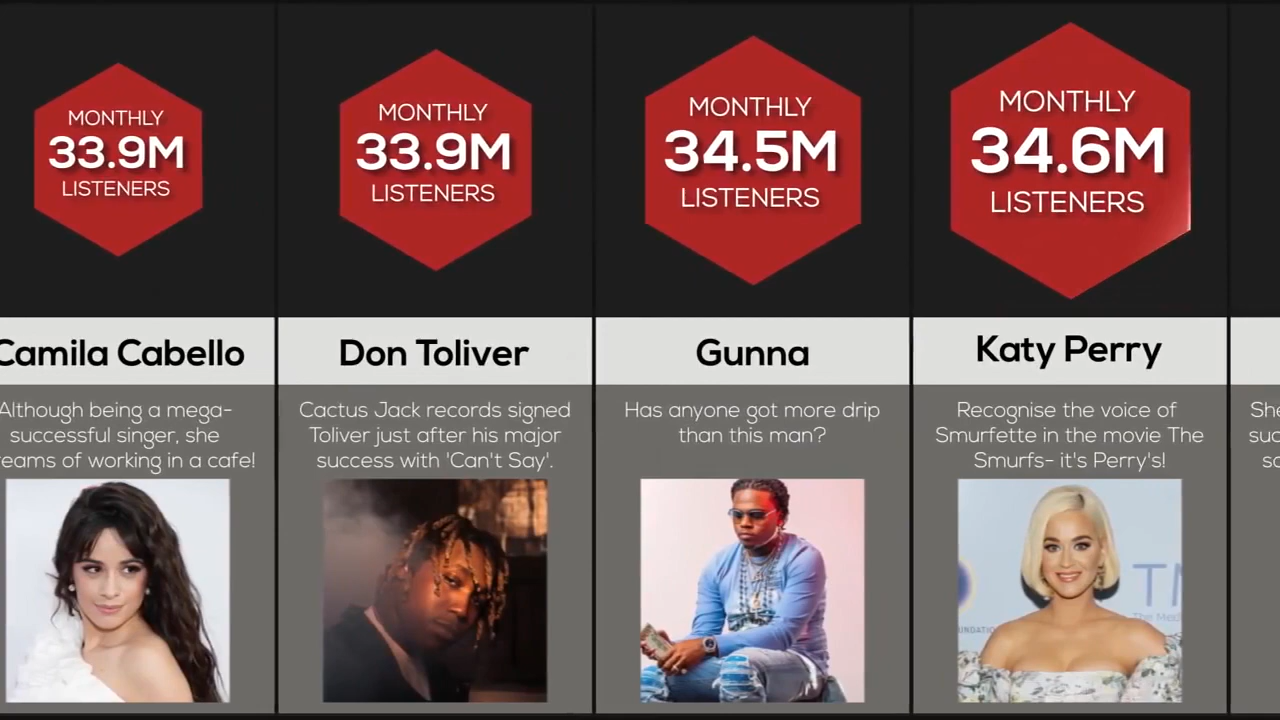 MONTHLY
33.9M
LISTENERS
Camila Cabello
Although being a mega-
successful singer, she
reams of working in a cafe!
MONTHLY
33.9M
LISTENERS
Don Toliver
Cactus Jack records signed
Toliver just after his major
success with 'Can't Say'.
MONTHLY
34.5M
LISTENERS
Gunna
Has anyone got more drip
than this man?
MONTHLY
34.6M
LISTENERS
Katy Perry
Recognise the voice of
Smurfette in the movie The
Smurfs- it's Perry's!